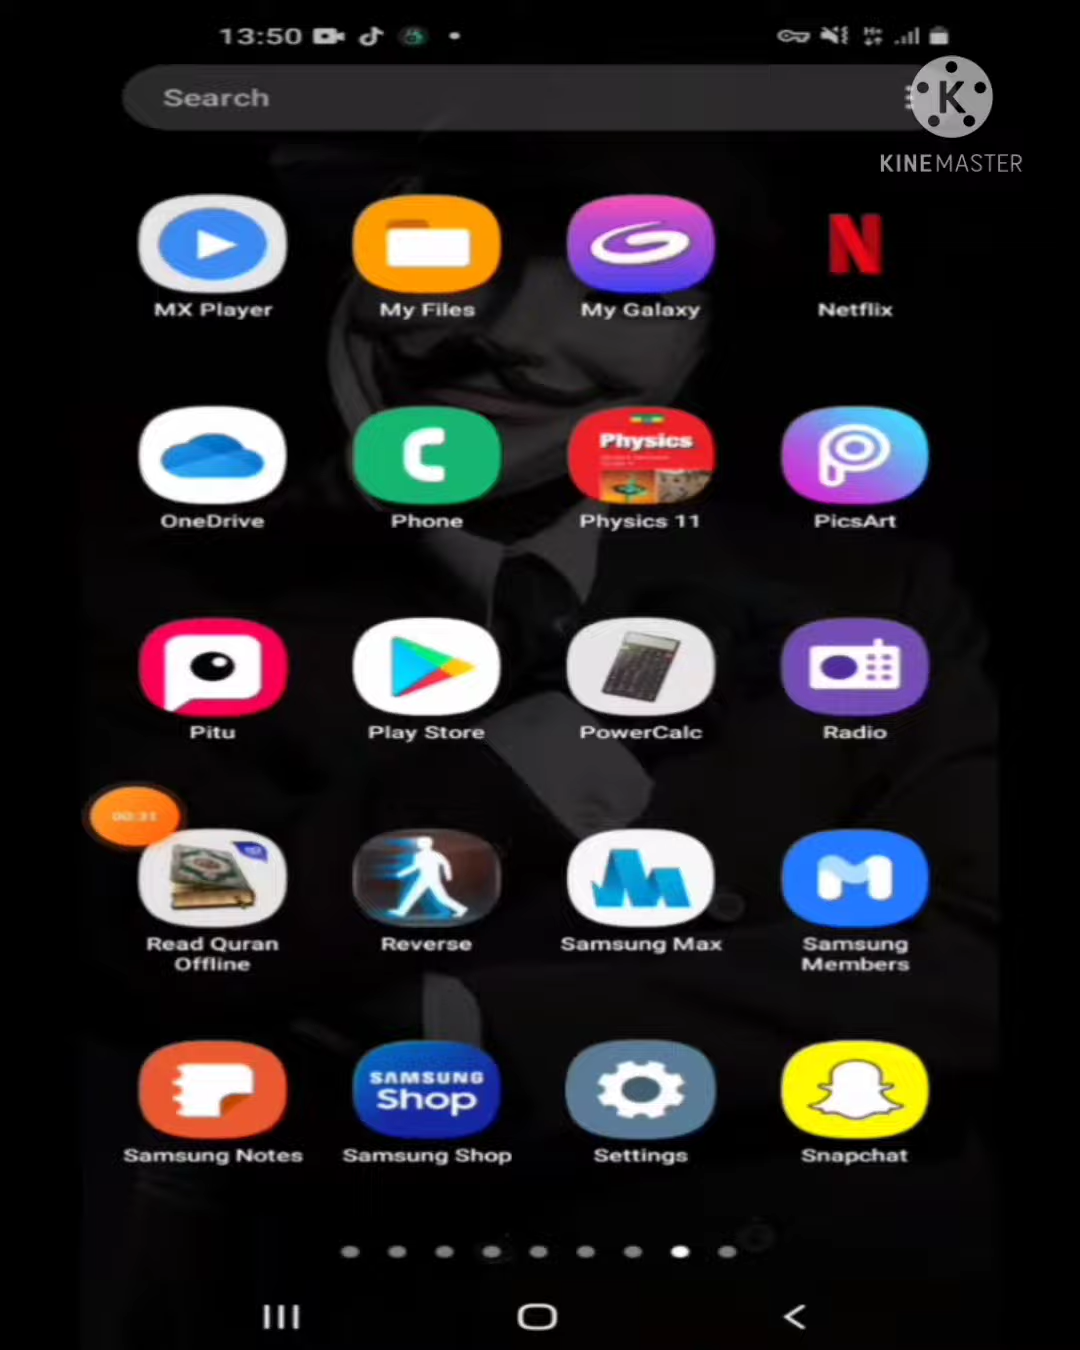 13:50
Search
K
KINEMASTER
MX Player
My Files
My Galaxy
N
Netflix
OneDrive
Phone
Physics
Physics 11
PicsArt
Pitu
Play Store
PowerCalc
Radio
00:31
Read Quran
Offline
Reverse
Samsung Max
Samsung
Members
Samsung Notes
SAMSUNG
Shop
Samsung Shop
Settings
Snapchat